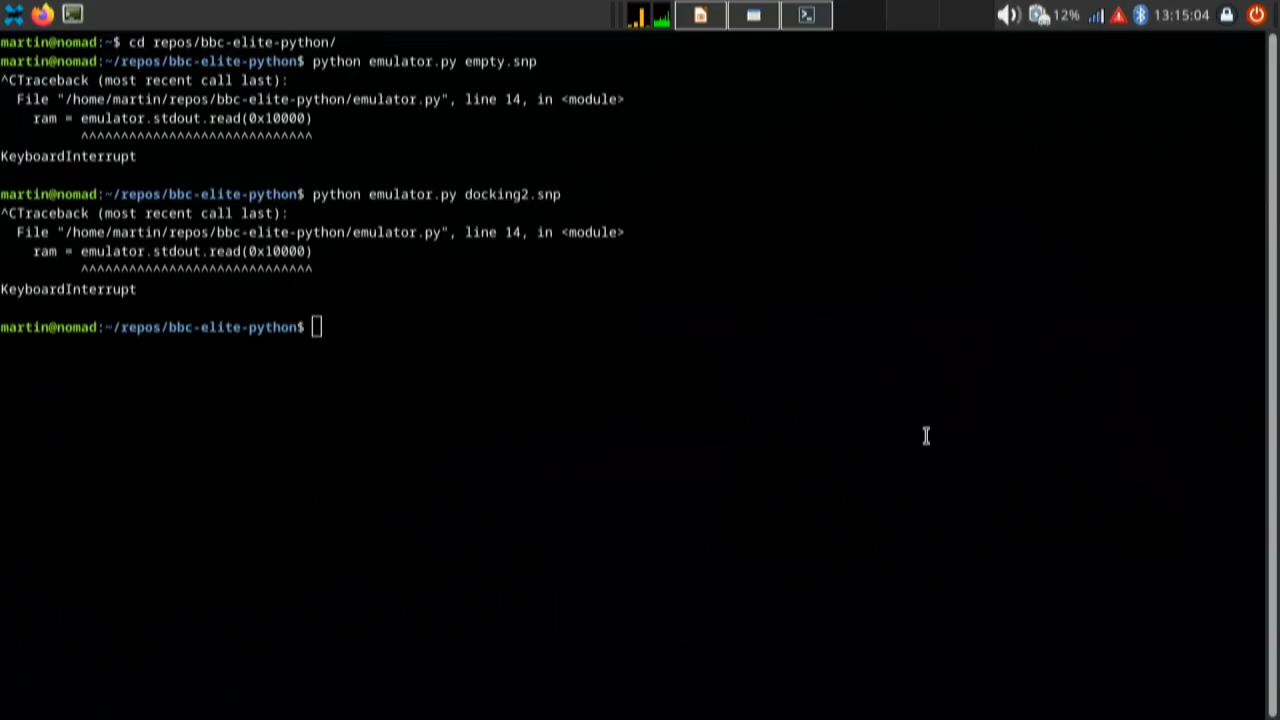 12% 13:15:04
martin@nomad:~$ cd repos/bbc-elite-python/
martin@nomad:~/repos/bbc-elite-python$ python emulator.py empty.snp
^CTraceback (most recent call last):
  File "/home/martin/repos/bbc-elite-python/emulator.py", line 14, in <module>
    ram = emulator.stdout.read(0x10000)
          ^^^^^^^^^^^^^^^^^^^^^^^^^^^^^
KeyboardInterrupt
martin@nomad:~/repos/bbc-elite-python$ python emulator.py docking2.snp
^CTraceback (most recent call last):
  File "/home/martin/repos/bbc-elite-python/emulator.py", line 14, in <module>
    ram = emulator.stdout.read(0x10000)
          ^^^^^^^^^^^^^^^^^^^^^^^^^^^^^
KeyboardInterrupt
martin@nomad:~/repos/bbc-elite-python$